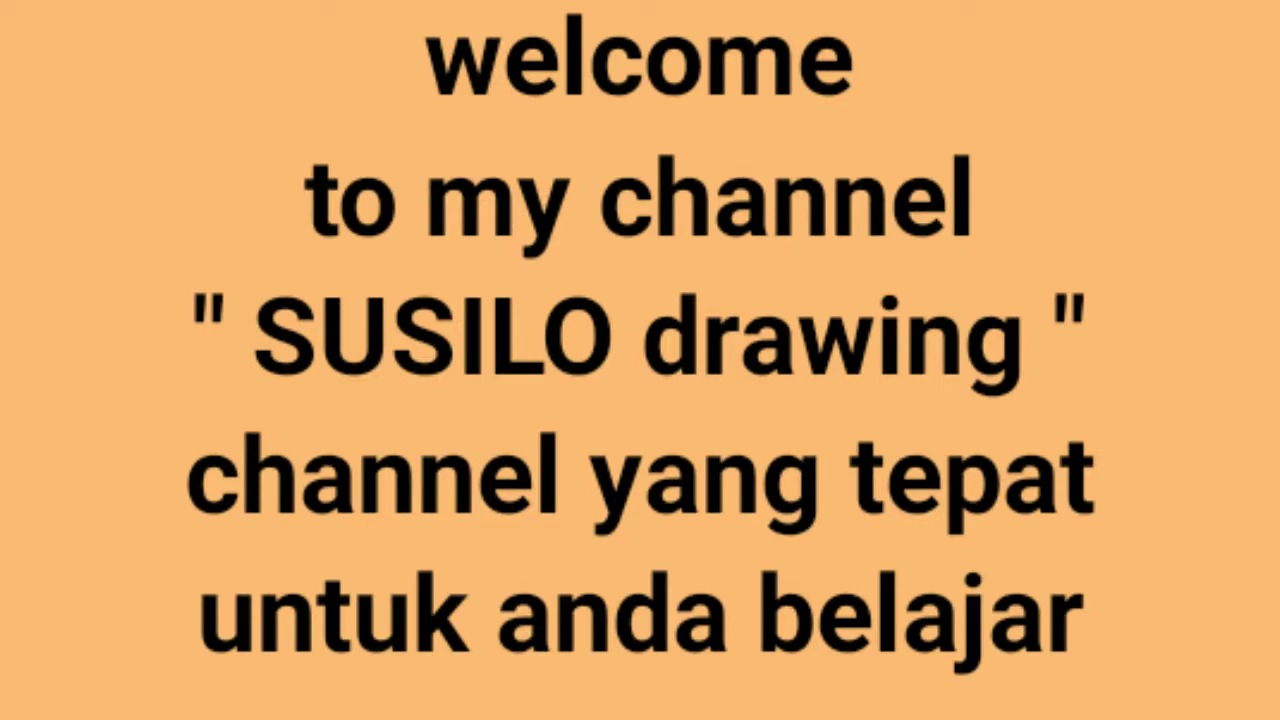 welcome
to my channel
" SUSILO drawing "
channel yang tepat
untuk anda belajar